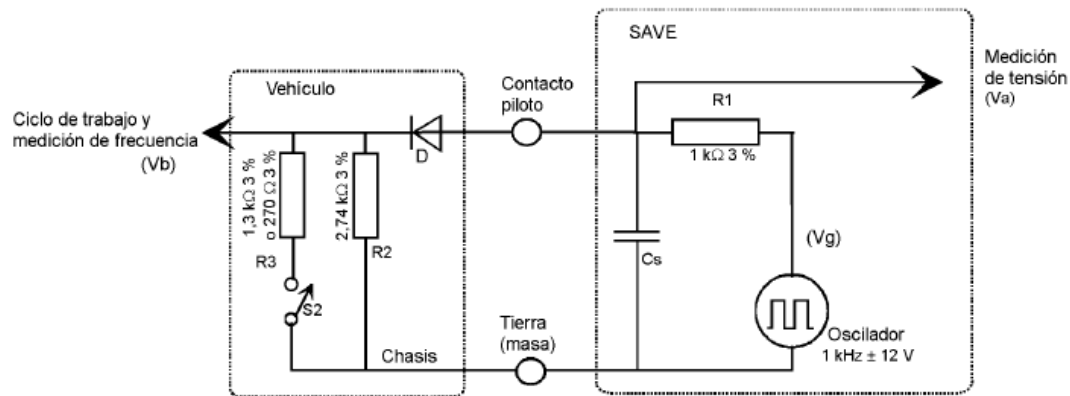 SAVE
Medición
de tensión
(Va)
Vehículo
Contacto
piloto
R1
1 kΩ 3 %
Ciclo de trabajo y
medición de frecuencia
(Vb)
D
1,3 kΩ 3 %
o 270 Ω 3 %
2,74 kΩ 3 %
R2
R3
S2
Cs
(Vg)
Tierra
(masa)
Chasis
Oscilador
1 kHz ± 12 V